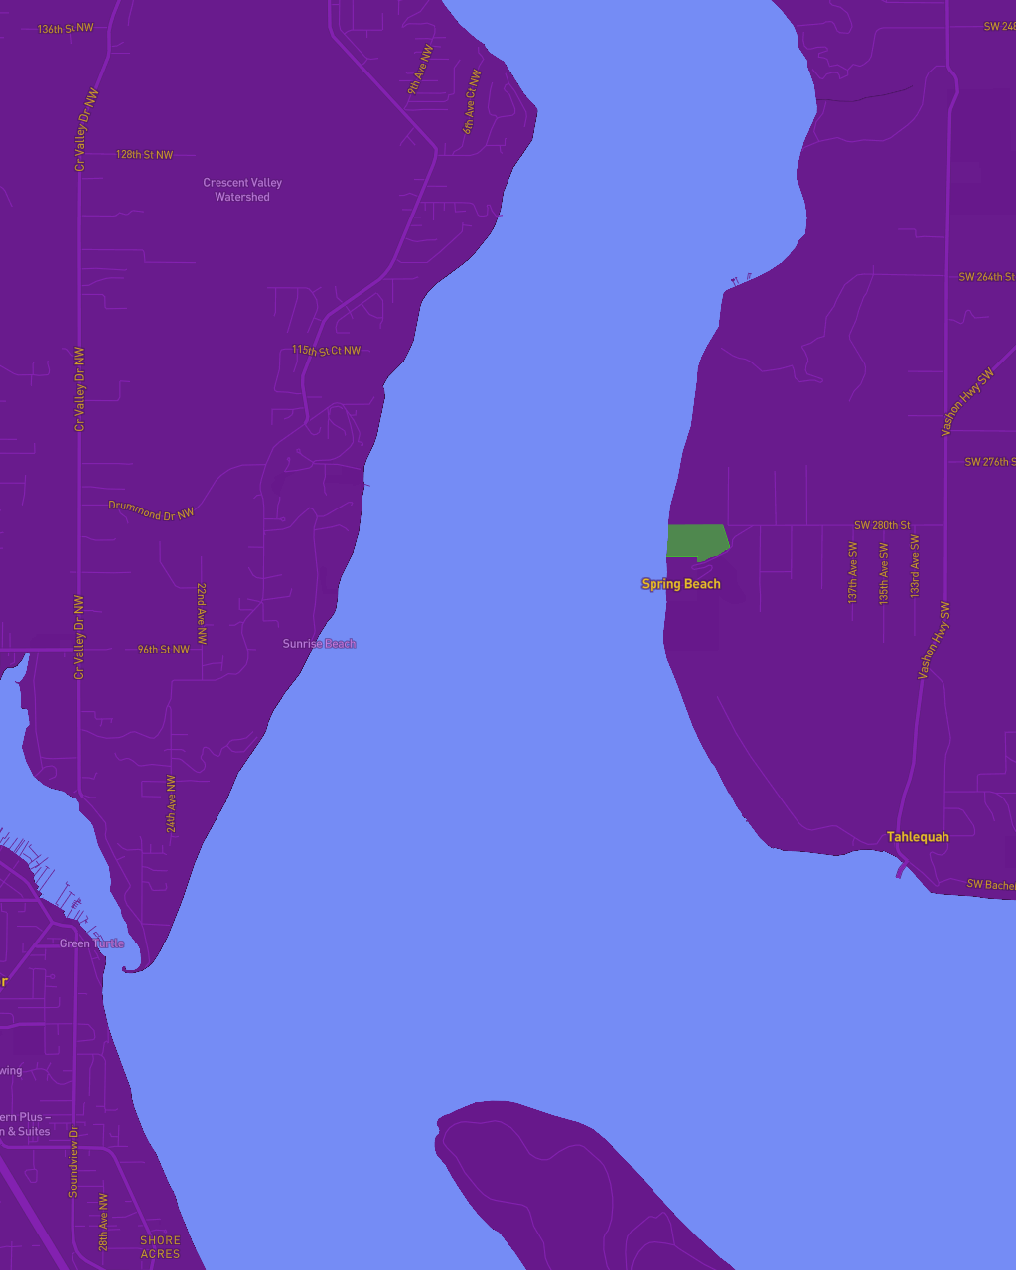 136th St NW
9th Ave NW
SW 248
6th Ave Ct NW
Cr Valley Dr NW
128th St NW
Crescent Valley
Watershed
SW 264th St
115th St Ct NW
Cr Valley Dr NW
Vashon Hwy SW
SW 276th S
Drummond Dr NW
SW 280th St
137th Ave SW
135th Ave SW
133rd Ave SW
Spring Beach
22nd Ave NW
Cr Valley Dr NW
Sunrise Beach
96th St NW
Vashon Hwy SW
24th Ave NW
Tahlequah
SW Bacher
Green Turtle
or
wing
ern Plus –
n & Suites
Soundview Dr
28th Ave NW
SHORE
ACRES